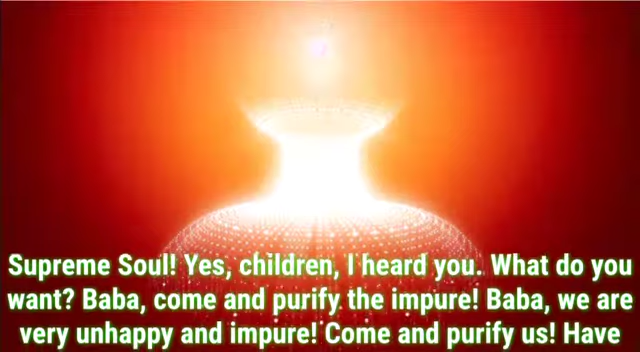 Supreme Soul! Yes, children, I heard you. What do you
want? Baba, come and purify the impure! Baba, we are
very unhappy and impure! Come and purify us! Have